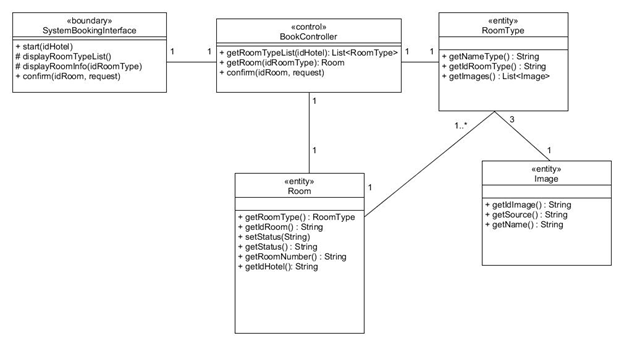 «boundary»
SystemBookingInterface
+ start(idHotel)
# displayRoomTypeList()
# displayRoomInfo(idRoomType)
+ confirm(idRoom, request)
1
1
«control»
BookController
+ getRoomTypeList(idHotel): List<RoomType>
+ getRoom(idRoomType): Room
+ confirm(idRoom, request)
1
1
«entity»
RoomType
+ getNameType() : String
+ getIdRoomType() : String
+ getImages() : List<Image>
1
1
1..*
1
3
1
«entity»
Room
+ getRoomType() : RoomType
+ getIdRoom() : String
+ setStatus(String)
+ getStatus() : String
+ getRoomNumber() : String
+ getIdHotel(): String
«entity»
Image
+ getIdImage() : String
+ getSource() : String
+ getName() : String